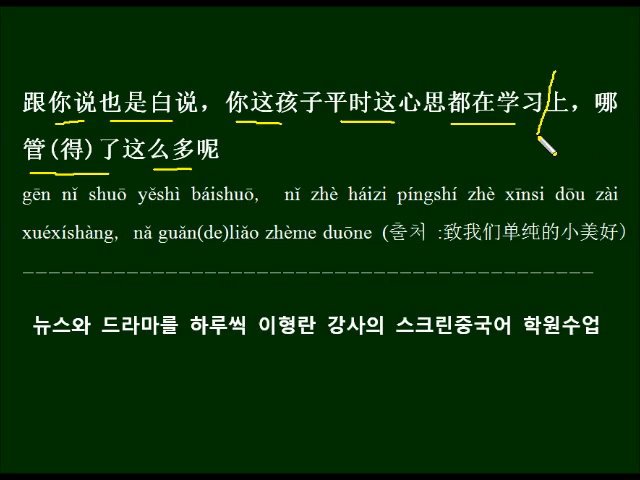 跟你说也是白说，你这孩子平时这心思都在学习上，哪
管(得)了这么多呢
gēn nǐ shuō yěshì báishuō， nǐ zhè háizi píngshí zhè xīnsi dōu zài
xuéxíshàng，nǎ guǎn(de)liǎo zhème duōne (출처 :致我们单纯的小美好）
뉴스와 드라마를 하루씩 이형란 강사의 스크린중국어 학원수업